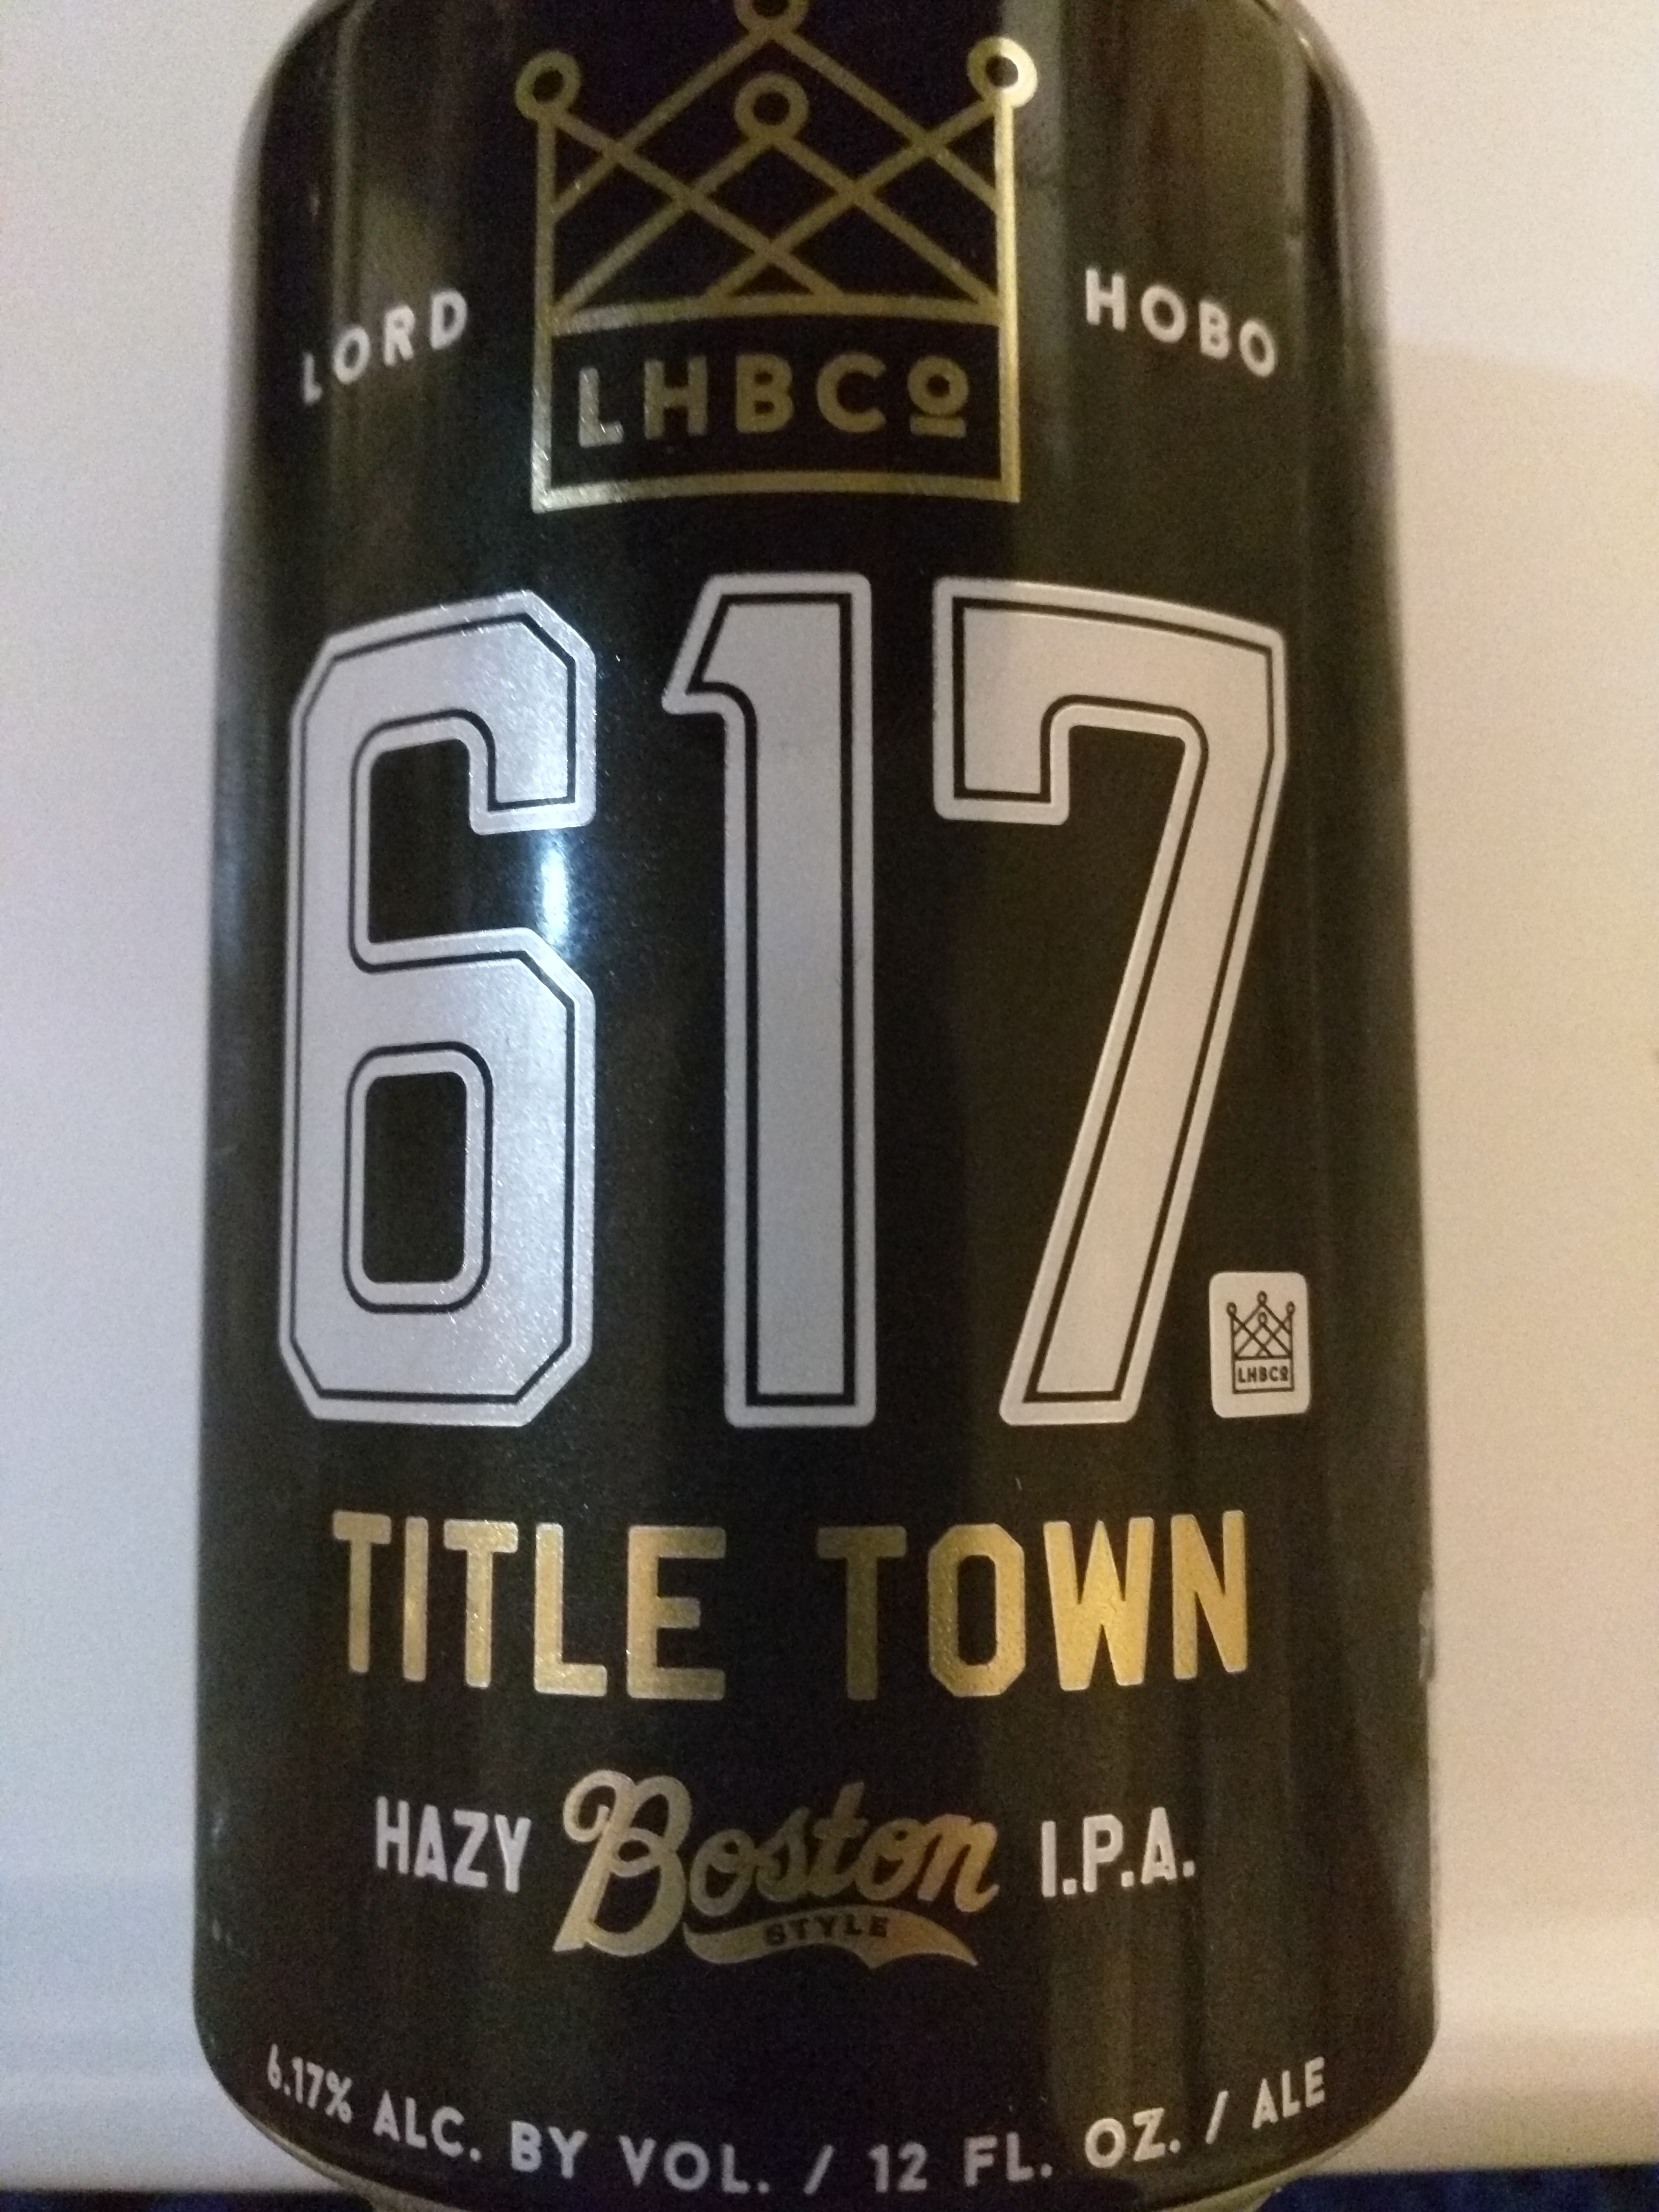 LORD HOBO
LHBCo
617.
LHBCo
TITLE TOWN
HAZY Boston I.P.A.
STYLE
6.17% ALC. BY VOL. / 12 FL. OZ. / ALE